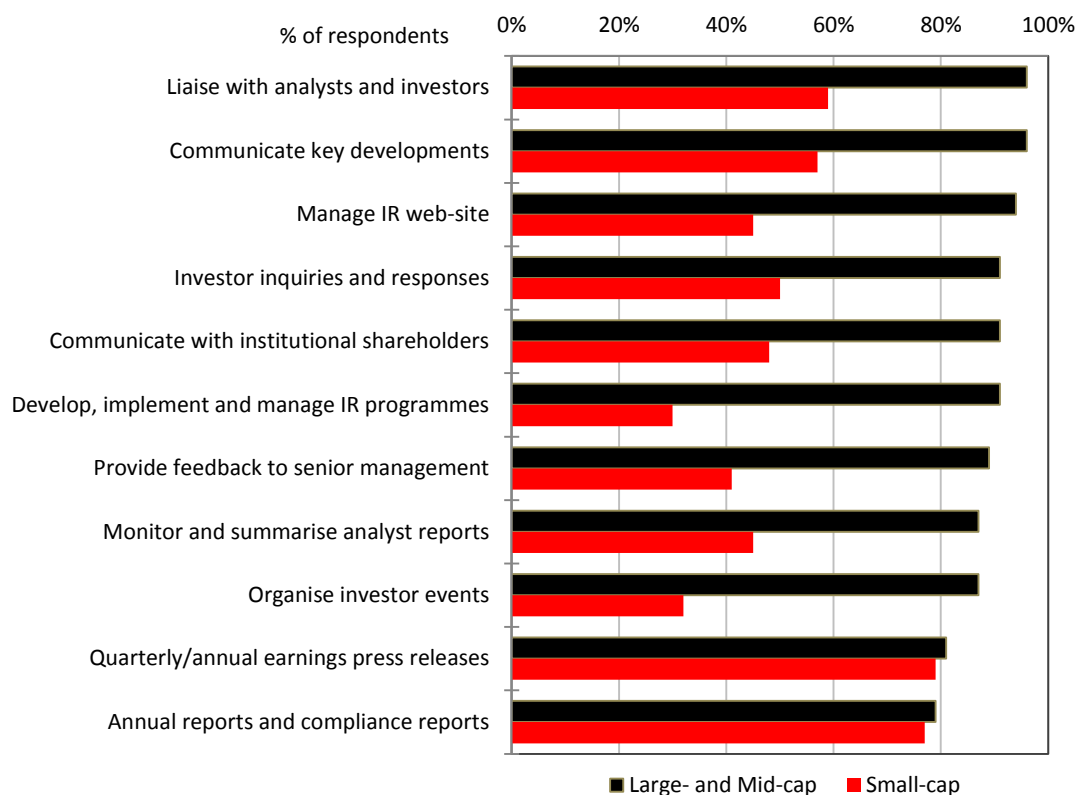 0% 20% 40% 60% 80% 100%
% of respondents
Liaise with analysts and investors
Communicate key developments
Manage IR web-site
Investor inquiries and responses
Communicate with institutional shareholders
Develop, implement and manage IR programmes
Provide feedback to senior management
Monitor and summarise analyst reports
Organise investor events
Quarterly/annual earnings press releases
Annual reports and compliance reports
Large- and Mid-cap Small-cap